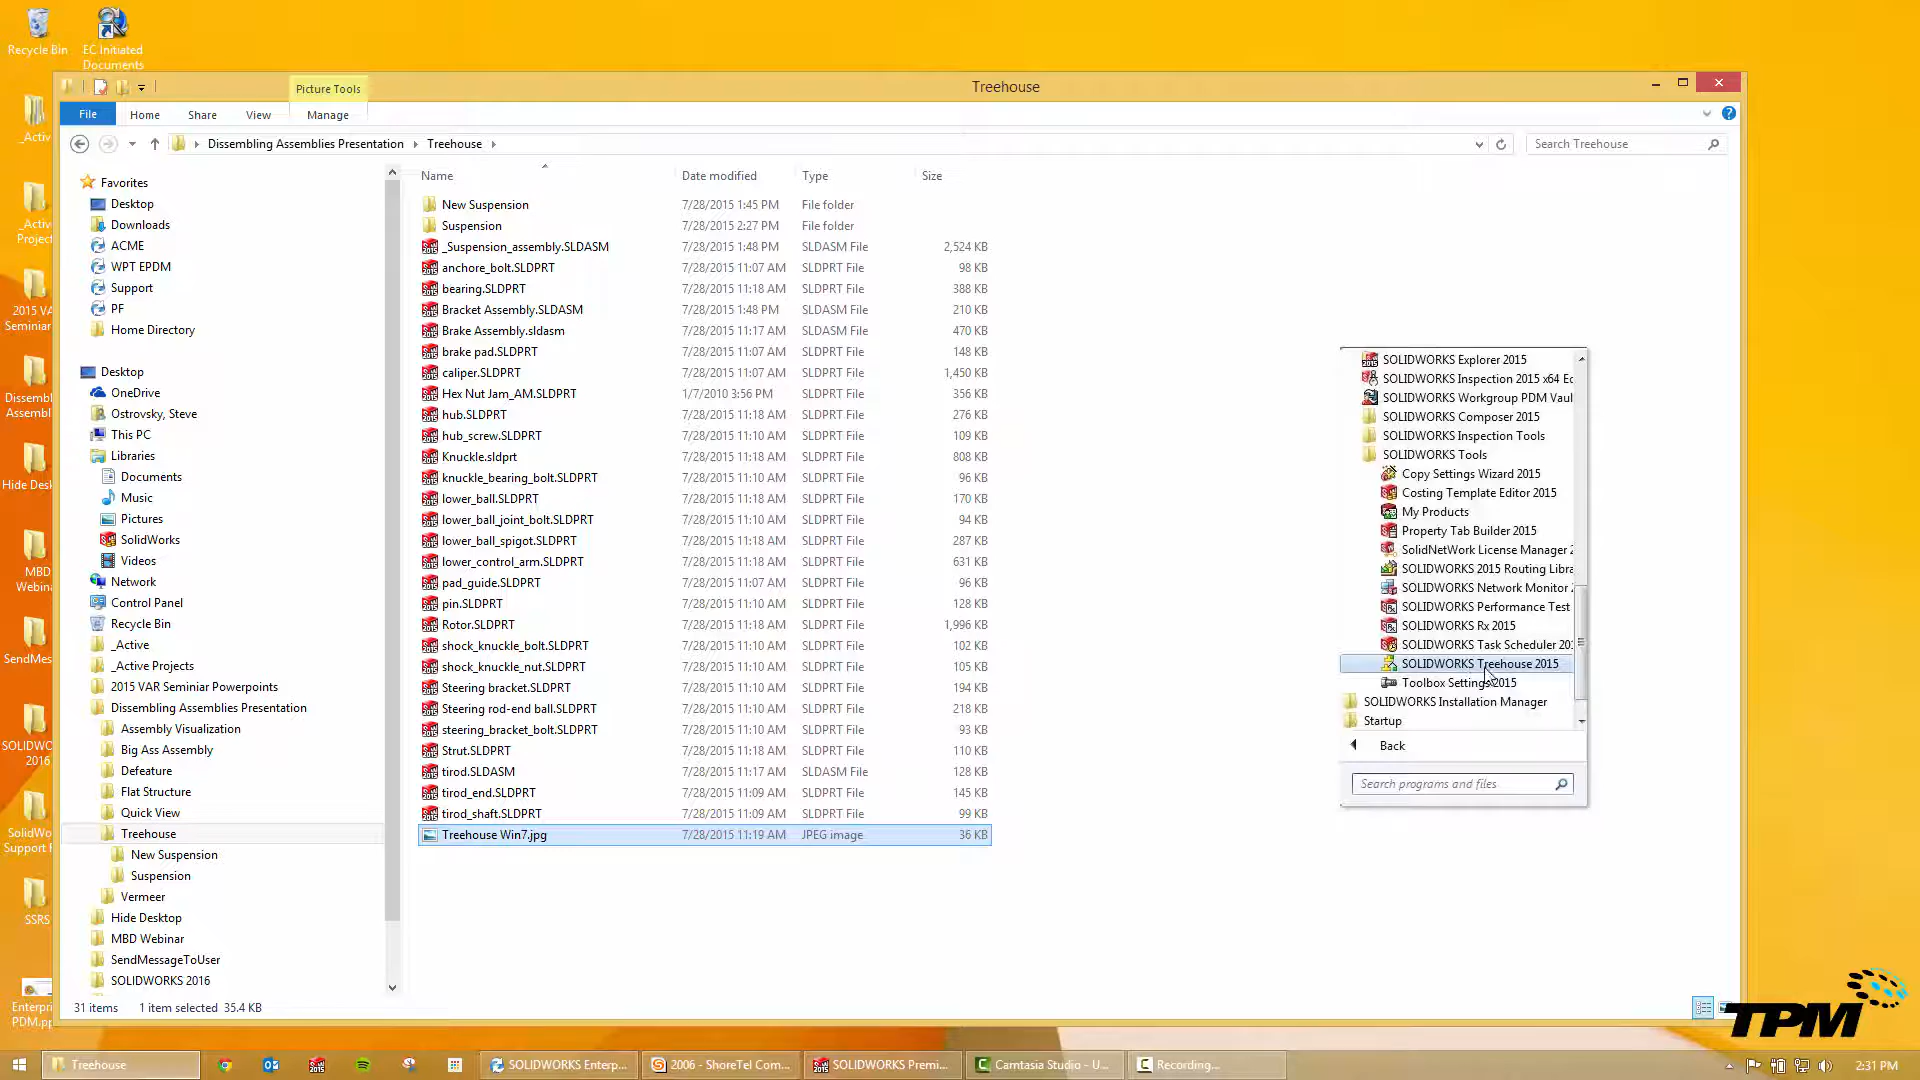 Recycle Bin
EC Initiated
Documents
Picture Tools
Treehouse
File
Home
Share
View
Manage
Dissembling Assemblies Presentation
Treehouse
Search Treehouse
Favorites
Desktop
Downloads
ACME
WPT EPDM
Support
PF
Home Directory
Desktop
OneDrive
Ostrovsky, Steve
This PC
Libraries
Documents
Music
Pictures
SolidWorks
Videos
Network
Control Panel
Recycle Bin
_Active
_Active Projects
2015 VAR Seminiar Powerpoints
Dissembling Assemblies Presentation
Assembly Visualization
Big Ass Assembly
Defeature
Flat Structure
Quick View
Treehouse
New Suspension
Suspension
Vermeer
Hide Desktop
MBD Webinar
SendMessageToUser
SOLIDWORKS 2016
Name Date modified Type Size
New Suspension 7/28/2015 1:45 PM File folder
Suspension 7/28/2015 2:27 PM File folder
_Suspension_assembly.SLDASM 7/28/2015 1:48 PM SLDASM File 2,524 KB
anchore_bolt.SLDPRT 7/28/2015 11:07 AM SLDPRT File 98 KB
bearing.SLDPRT 7/28/2015 11:18 AM SLDPRT File 388 KB
Bracket Assembly.SLDASM 7/28/2015 1:48 PM SLDASM File 210 KB
Brake Assembly.sldasm 7/28/2015 11:17 AM SLDASM File 470 KB
brake pad.SLDPRT 7/28/2015 11:07 AM SLDPRT File 148 KB
caliper.SLDPRT 7/28/2015 11:18 AM SLDPRT File 1,450 KB
Hex Nut Jam_AM.SLDPRT 1/7/2010 3:56 PM SLDPRT File 356 KB
hub.SLDPRT 7/28/2015 11:18 AM SLDPRT File 276 KB
hub_screw.SLDPRT 7/28/2015 11:10 AM SLDPRT File 109 KB
Knuckle.sldprt 7/28/2015 11:18 AM SLDPRT File 808 KB
knuckle_bearing_bolt.SLDPRT 7/28/2015 11:10 AM SLDPRT File 96 KB
lower_ball.SLDPRT 7/28/2015 11:18 AM SLDPRT File 170 KB
lower_ball_joint_bolt.SLDPRT 7/28/2015 11:10 AM SLDPRT File 94 KB
lower_ball_spigot.SLDPRT 7/28/2015 11:10 AM SLDPRT File 287 KB
lower_control_arm.SLDPRT 7/28/2015 11:10 AM SLDPRT File 631 KB
pad_guide.SLDPRT 7/28/2015 11:07 AM SLDPRT File 96 KB
pin.SLDPRT 7/28/2015 11:10 AM SLDPRT File 128 KB
Rotor.SLDPRT 7/28/2015 11:10 AM SLDPRT File 1,996 KB
shock_knuckle_bolt.SLDPRT 7/28/2015 11:10 AM SLDPRT File 102 KB
shock_knuckle_nut.SLDPRT 7/28/2015 11:10 AM SLDPRT File 105 KB
Steering bracket.SLDPRT 7/28/2015 11:10 AM SLDPRT File 194 KB
Steering rod-end ball.SLDPRT 7/28/2015 11:09 AM SLDPRT File 218 KB
steering_bracket_bolt.SLDPRT 7/28/2015 11:10 AM SLDPRT File 93 KB
Strut.SLDPRT 7/28/2015 11:18 AM SLDPRT File 110 KB
tirod.SLDASM 7/28/2015 11:17 AM SLDASM File 128 KB
tirod_end.SLDPRT 7/28/2015 11:09 AM SLDPRT File 145 KB
tirod_shaft.SLDPRT 7/28/2015 11:09 AM SLDPRT File 99 KB
Treehouse Win7.jpg 7/28/2015 11:19 AM JPEG image 36 KB
31 items 1 item selected 35.4 KB
SOLIDWORKS Explorer 2015
SOLIDWORKS Inspection 2015 x64 Ec
SOLIDWORKS Workgroup PDM Vaul
SOLIDWORKS Composer 2015
SOLIDWORKS Inspection Tools
SOLIDWORKS Tools
Copy Settings Wizard 2015
Costing Template Editor 2015
My Products
Property Tab Builder 2015
SolidNetWork License Manager 2
SOLIDWORKS 2015 Routing Libra
SOLIDWORKS Network Monitor 2
SOLIDWORKS Performance Test
SOLIDWORKS Rx 2015
SOLIDWORKS Task Scheduler 201
SOLIDWORKS Treehouse 2015
Toolbox Settings 2015
SOLIDWORKS Installation Manager
Startup
Back
Search programs and files
_Activ
_Active
Project
2015 VA
Seminiar
Dissemb
Assembl
Hide Desk
MBD
Webina
SendMes
SOLIDWO
2016
SolidWo
Support F
SSRS
Enterpri
PDM.pp
TPM
Treehouse
SOLIDWORKS Enterp...
2006 - ShoreTel Com...
SOLIDWORKS Premi...
Camtasia Studio - U...
Recording...
2:31 PM